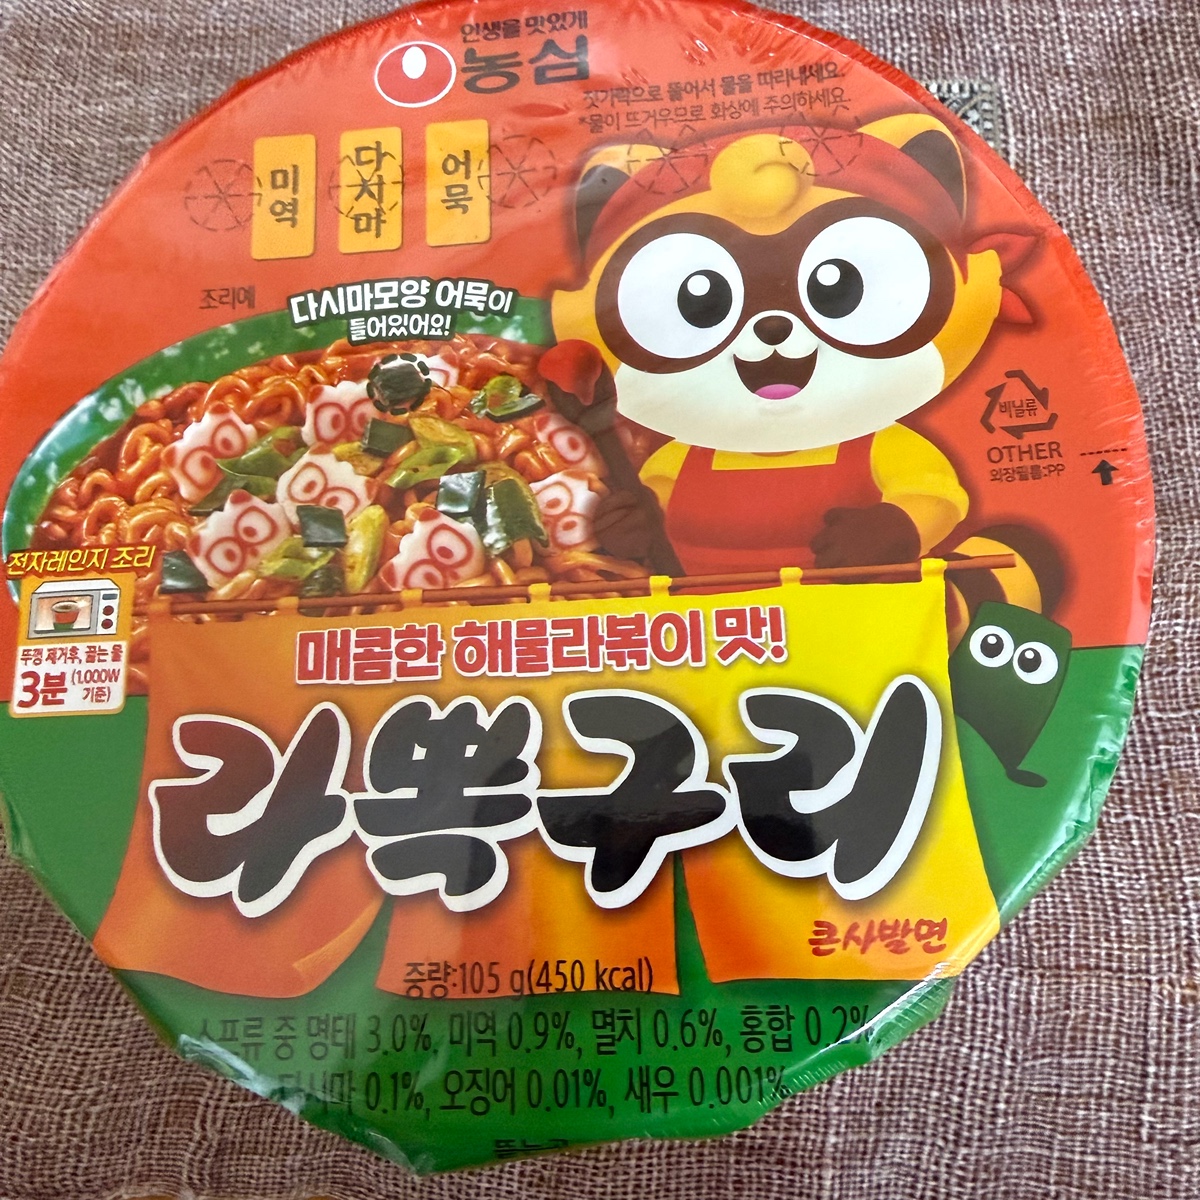 인생을 맛있게
농심
젓가락으로 뚫어서 물을 따라내세요.
*물이 뜨거우므로 화상에 주의하세요.
미역
다시마
어묵
조리예
다시마모양 어묵이
들어있어요!
비닐류
OTHER
외장필름:PP
전자레인지 조리
뚜껑 제거후, 끓는 물
3분 (1,000W 기준)
매콤한 해물라볶이 맛!
라뽁구리
큰사발면
중량:105 g(450 kcal)
스프류 중 명태 3.0%, 미역 0.9%, 멸치 0.6%, 홍합 0.2%,
다시마 0.1%, 오징어 0.01%, 새우 0.001%